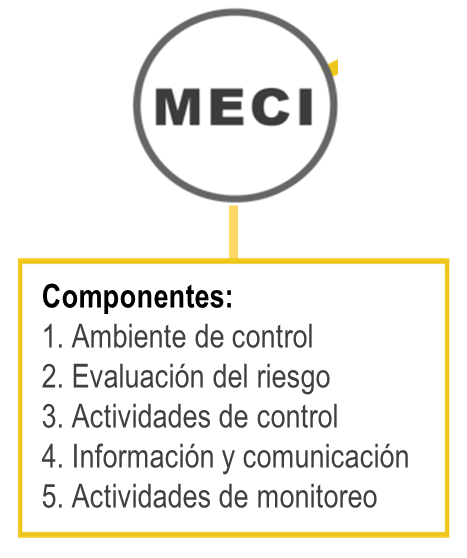 MECI
Componentes:
1. Ambiente de control
2. Evaluación del riesgo
3. Actividades de control
4. Información y comunicación
5. Actividades de monitoreo